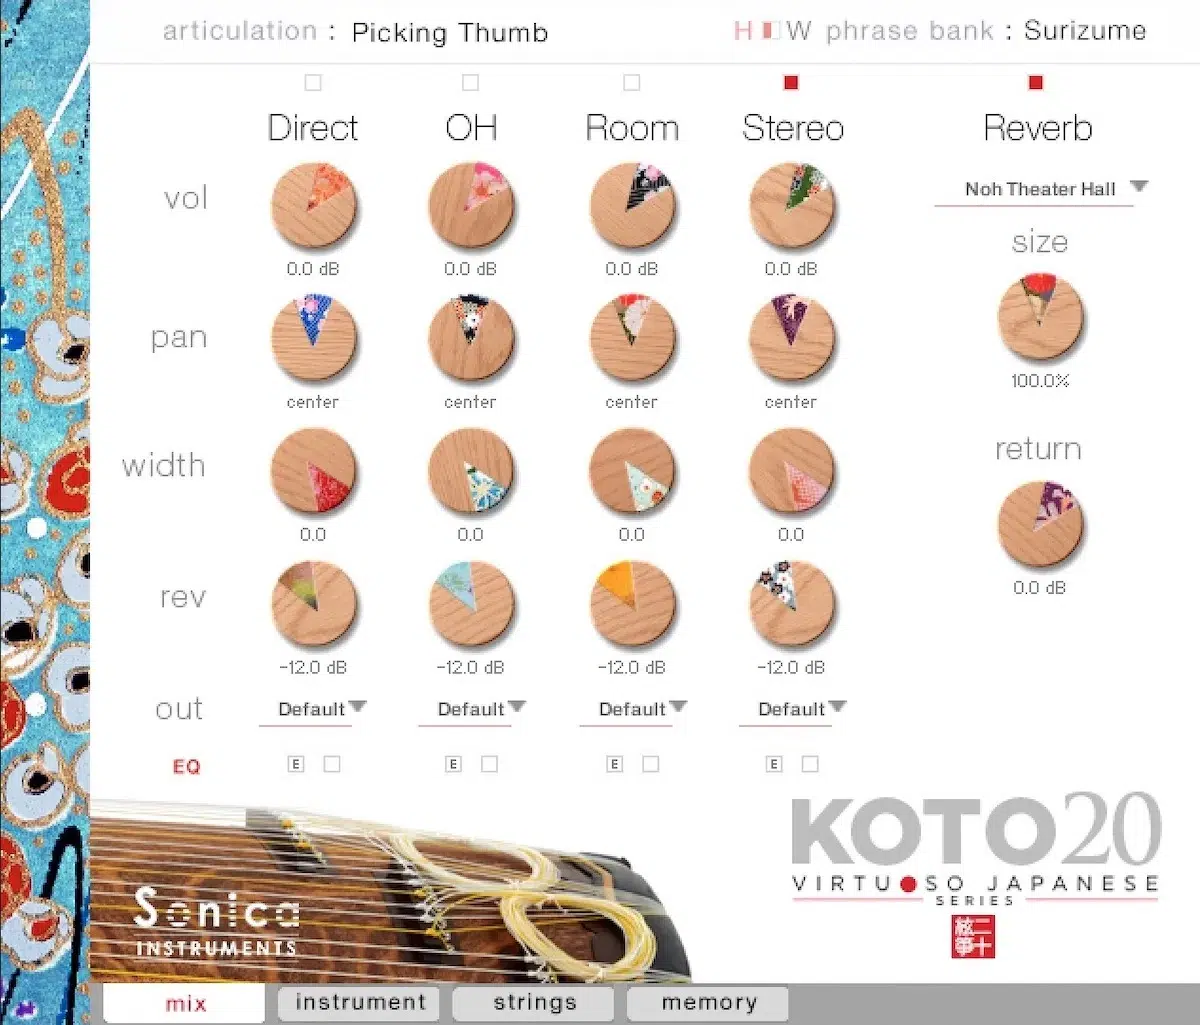 articulation : Picking Thumb
H W phrase bank : Surizume
Direct OH Room Stereo Reverb
Noh Theater Hall
vol
0.0 dB 0.0 dB 0.0 dB 0.0 dB
size
100.0%
pan
center center center center
return
0.0 dB
width
0.0 0.0 0.0 0.0
rev
-12.0 dB -12.0 dB -12.0 dB -12.0 dB
out Default Default Default Default
EQ E E E E
KOTO20
VIRTUOSO JAPANESE
SERIES
二十
絃箏
Sonica
INSTRUMENTS
mix instrument strings memory